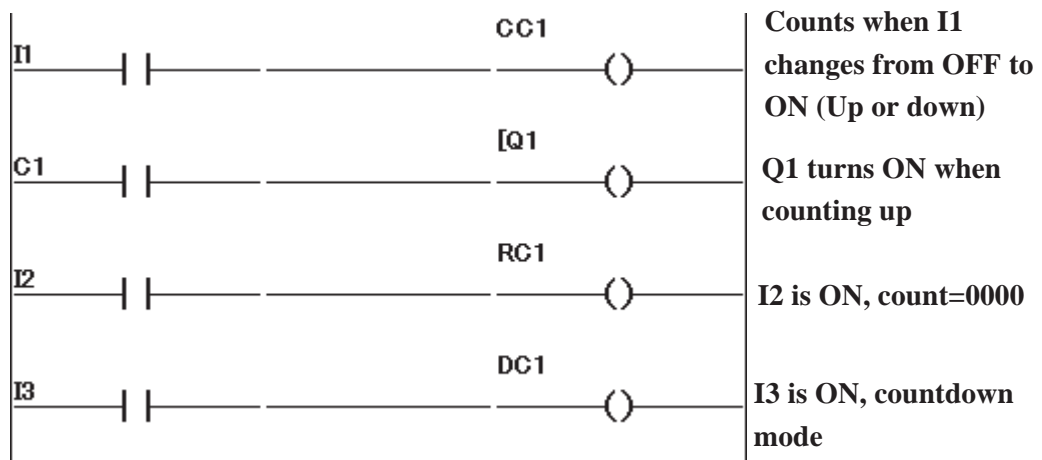 I1
CC1
Counts when I1
changes from OFF to
ON (Up or down)
C1
[Q1
Q1 turns ON when
counting up
I2
RC1
I2 is ON, count=0000
I3
DC1
I3 is ON, countdown
mode